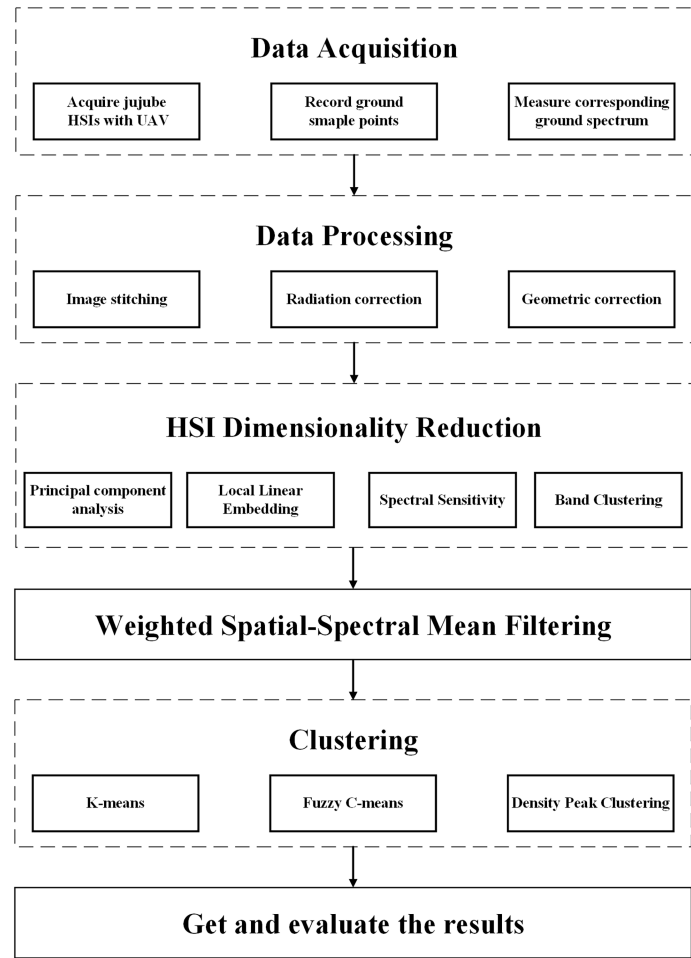 Data Acquisition
Acquire jujube
HSIs with UAV
Record ground
smaple points
Measure corresponding
ground spectrum
Data Processing
Image stitching
Radiation correction
Geometric correction
HSI Dimensionality Reduction
Principal component
analysis
Local Linear
Embedding
Spectral Sensitivity
Band Clustering
Weighted Spatial-Spectral Mean Filtering
Clustering
K-means
Fuzzy C-means
Density Peak Clustering
Get and evaluate the results